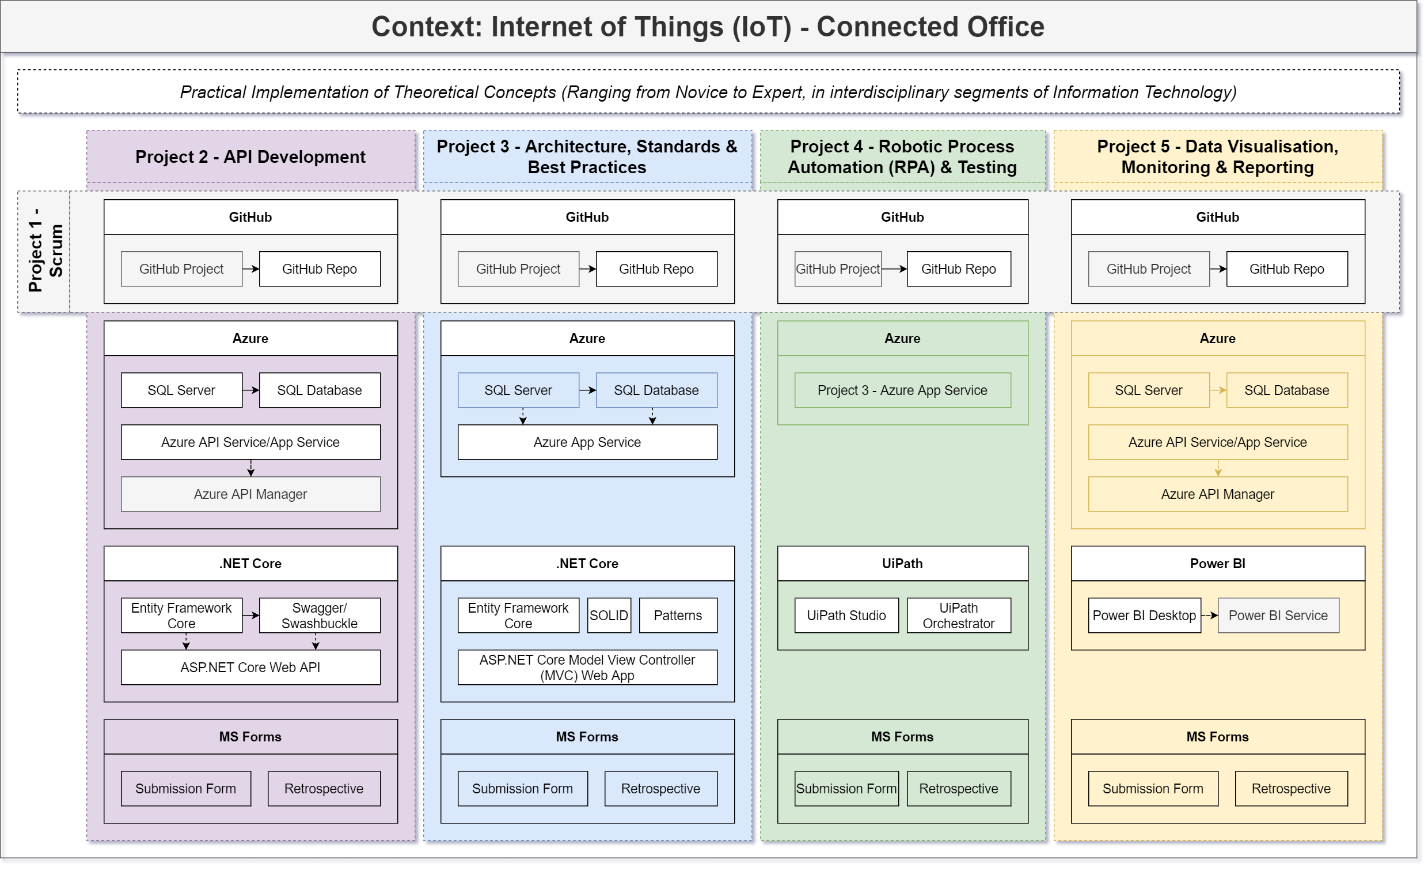 Context: Internet of Things (IoT) - Connected Office
Practical Implementation of Theoretical Concepts (Ranging from Novice to Expert, in interdisciplinary segments of Information Technology)
Project 1 -
Scrum
Project 2 - API Development
GitHub
GitHub Project
GitHub Repo
Azure
SQL Server
SQL Database
Azure API Service/App Service
Azure API Manager
.NET Core
Entity Framework
Core
Swagger/
Swashbuckle
ASP.NET Core Web API
MS Forms
Submission Form
Retrospective
Project 3 - Architecture, Standards &
Best Practices
GitHub
GitHub Project
GitHub Repo
Azure
SQL Server
SQL Database
Azure App Service
.NET Core
Entity Framework
Core
SOLID
Patterns
ASP.NET Core Model View Controller
(MVC) Web App
MS Forms
Submission Form
Retrospective
Project 4 - Robotic Process
Automation (RPA) & Testing
GitHub
GitHub Project
GitHub Repo
Azure
Project 3 - Azure App Service
UiPath
UiPath Studio
UiPath
Orchestrator
MS Forms
Submission Form
Retrospective
Project 5 - Data Visualisation,
Monitoring & Reporting
GitHub
GitHub Project
GitHub Repo
Azure
SQL Server
SQL Database
Azure API Service/App Service
Azure API Manager
Power BI
Power BI Desktop
Power BI Service
MS Forms
Submission Form
Retrospective